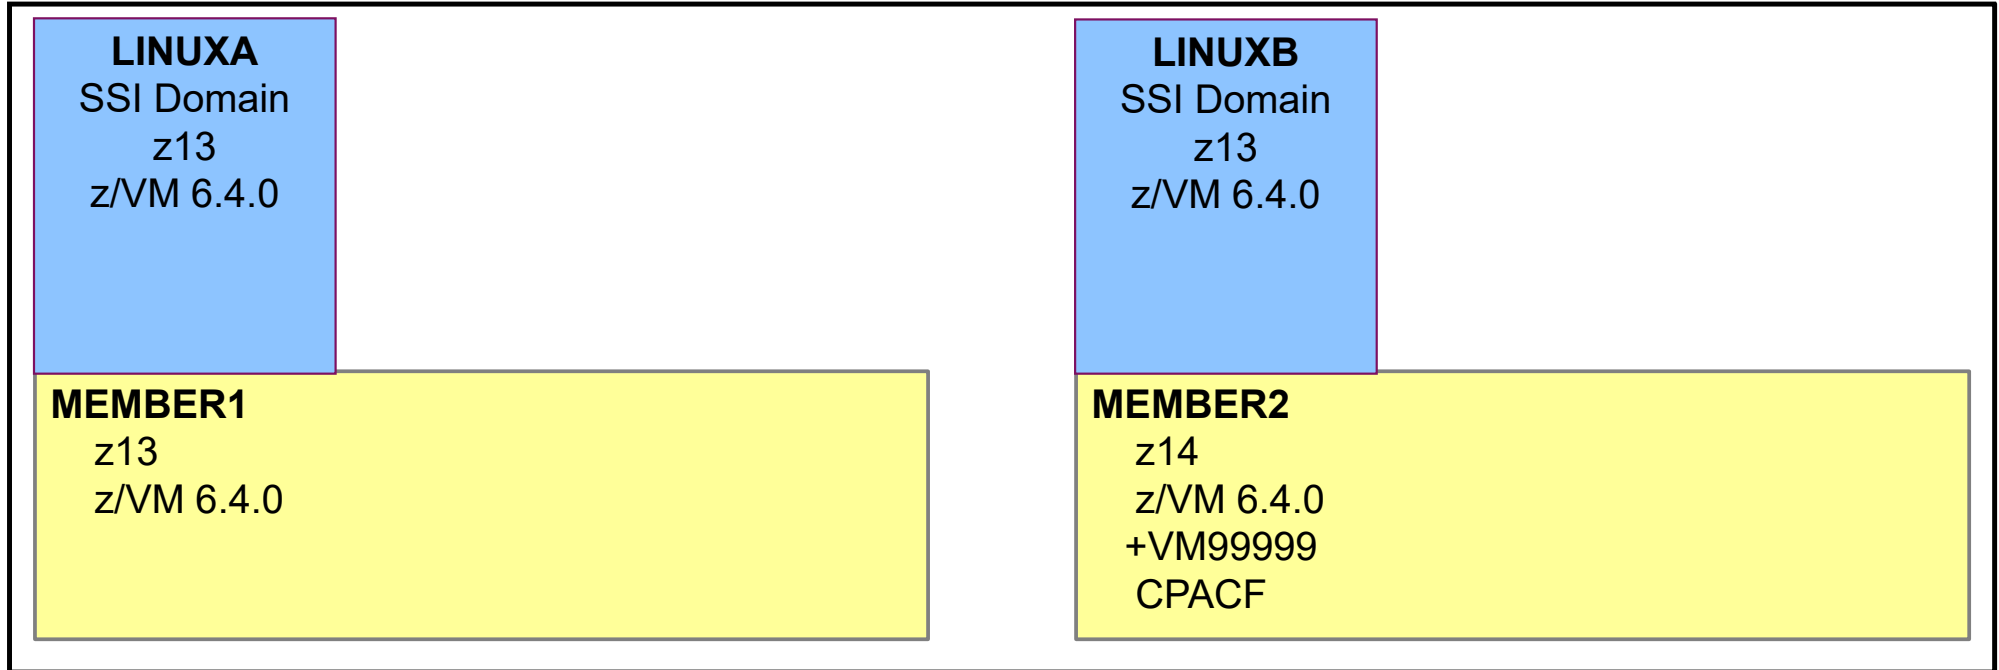 LINUXA
SSI Domain
z13
z/VM 6.4.0
LINUXB
SSI Domain
z13
z/VM 6.4.0
MEMBER1
z13
z/VM 6.4.0
MEMBER2
z14
z/VM 6.4.0
+VM99999
CPACF